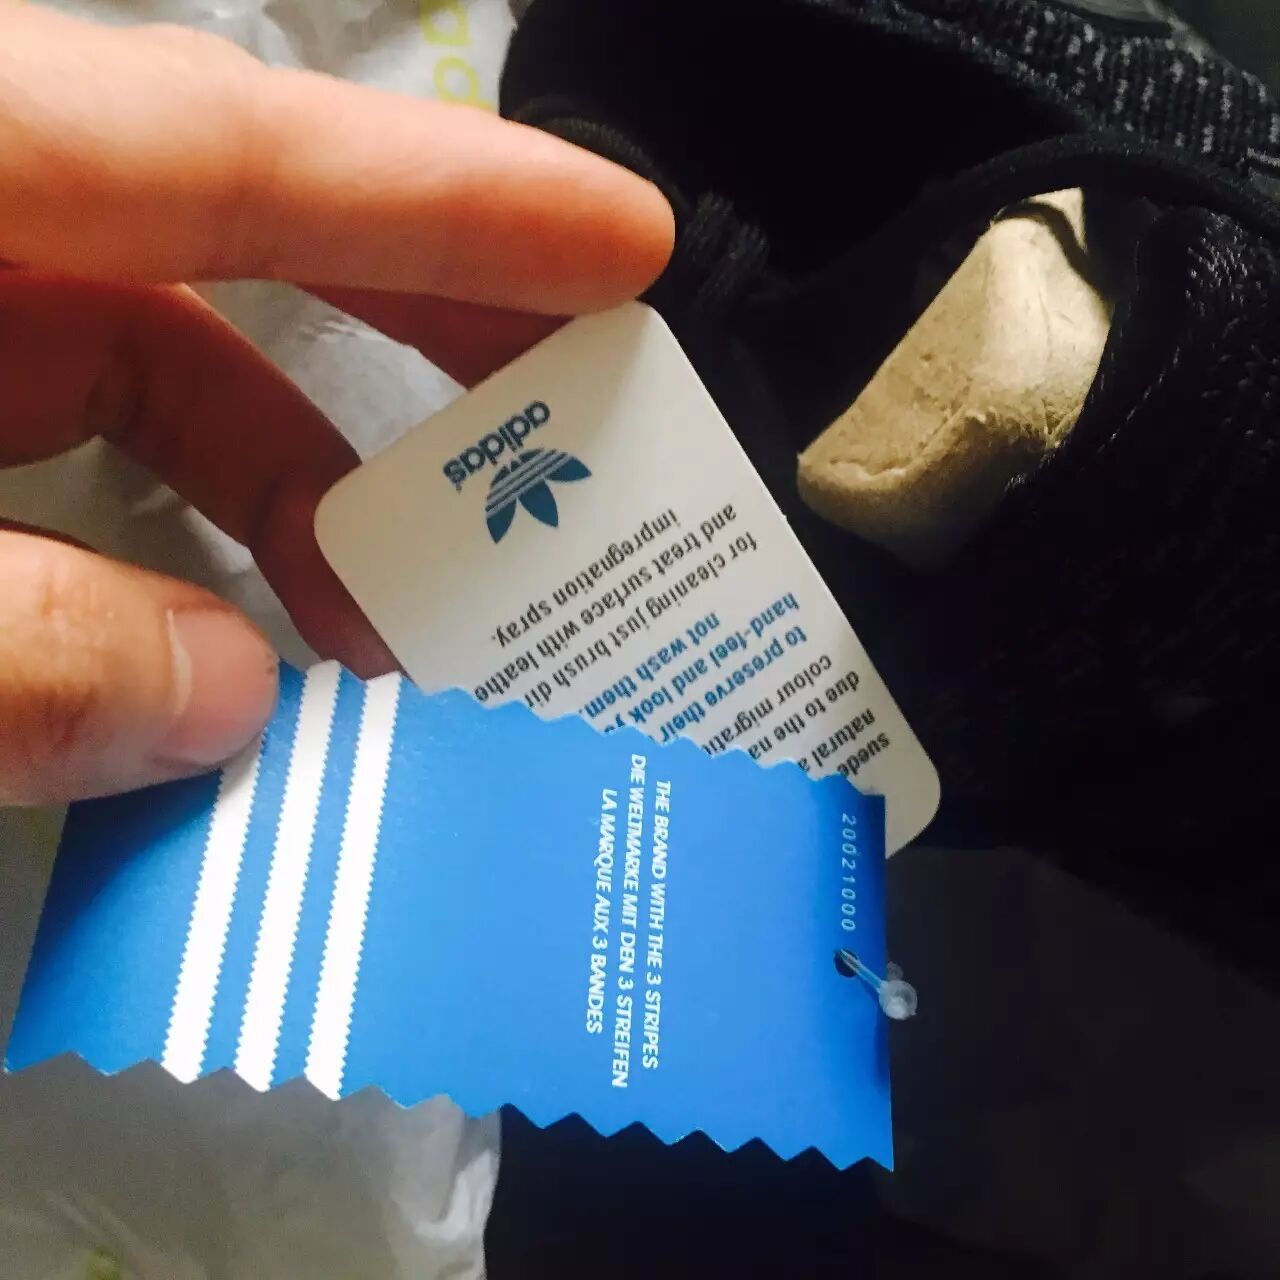 adidas
suede
natural a
due to the na
colour migrati
to preserve their
hand-feel and look
not wash them
for cleaning just brush dir
and treat surface with leathe
impregnation spray.
THE BRAND WITH THE 3 STRIPES
DIE WELTMARKE MIT DEN 3 STREIFEN
LA MARQUE AUX 3 BANDES
20021000